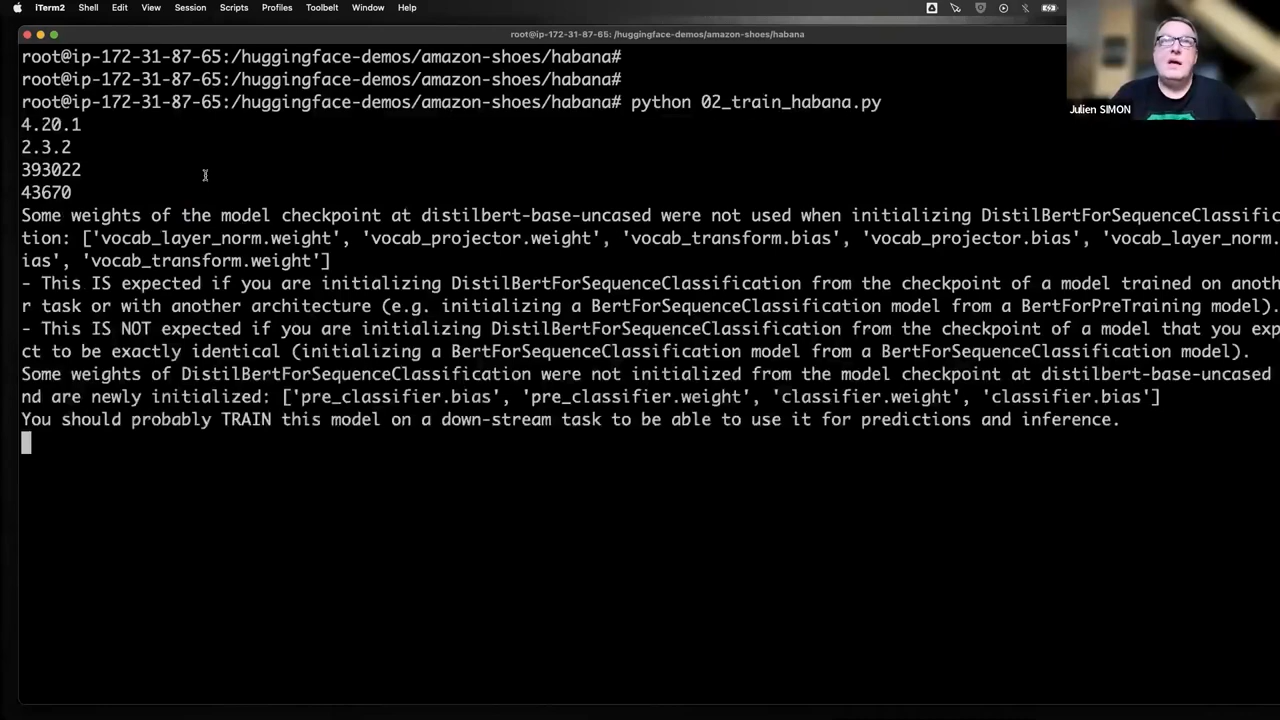 iTerm2 Shell Edit View Session Scripts Profiles Toolbelt Window Help
root@ip-172-31-87-65: /huggingface-demos/amazon-shoes/habana
root@ip-172-31-87-65:/huggingface-demos/amazon-shoes/habana#
root@ip-172-31-87-65:/huggingface-demos/amazon-shoes/habana#
root@ip-172-31-87-65:/huggingface-demos/amazon-shoes/habana# python 02_train_habana.py
Julien SIMON
4.20.1
2.3.2
393022
43670
Some weights of the model checkpoint at distilbert-base-uncased were not used when initializing DistilBertForSequenceClassific
tion: ['vocab_layer_norm.weight', 'vocab_projector.weight', 'vocab_transform.bias', 'vocab_projector.bias', 'vocab_layer_norm.
ias', 'vocab_transform.weight']
- This IS expected if you are initializing DistilBertForSequenceClassification from the checkpoint of a model trained on anoth
r task or with another architecture (e.g. initializing a BertForSequenceClassification model from a BertForPreTraining model).
- This IS NOT expected if you are initializing DistilBertForSequenceClassification from the checkpoint of a model that you exp
ct to be exactly identical (initializing a BertForSequenceClassification model from a BertForSequenceClassification model).
Some weights of DistilBertForSequenceClassification were not initialized from the model checkpoint at distilbert-base-uncased
nd are newly initialized: ['pre_classifier.bias', 'pre_classifier.weight', 'classifier.weight', 'classifier.bias']
You should probably TRAIN this model on a down-stream task to be able to use it for predictions and inference.